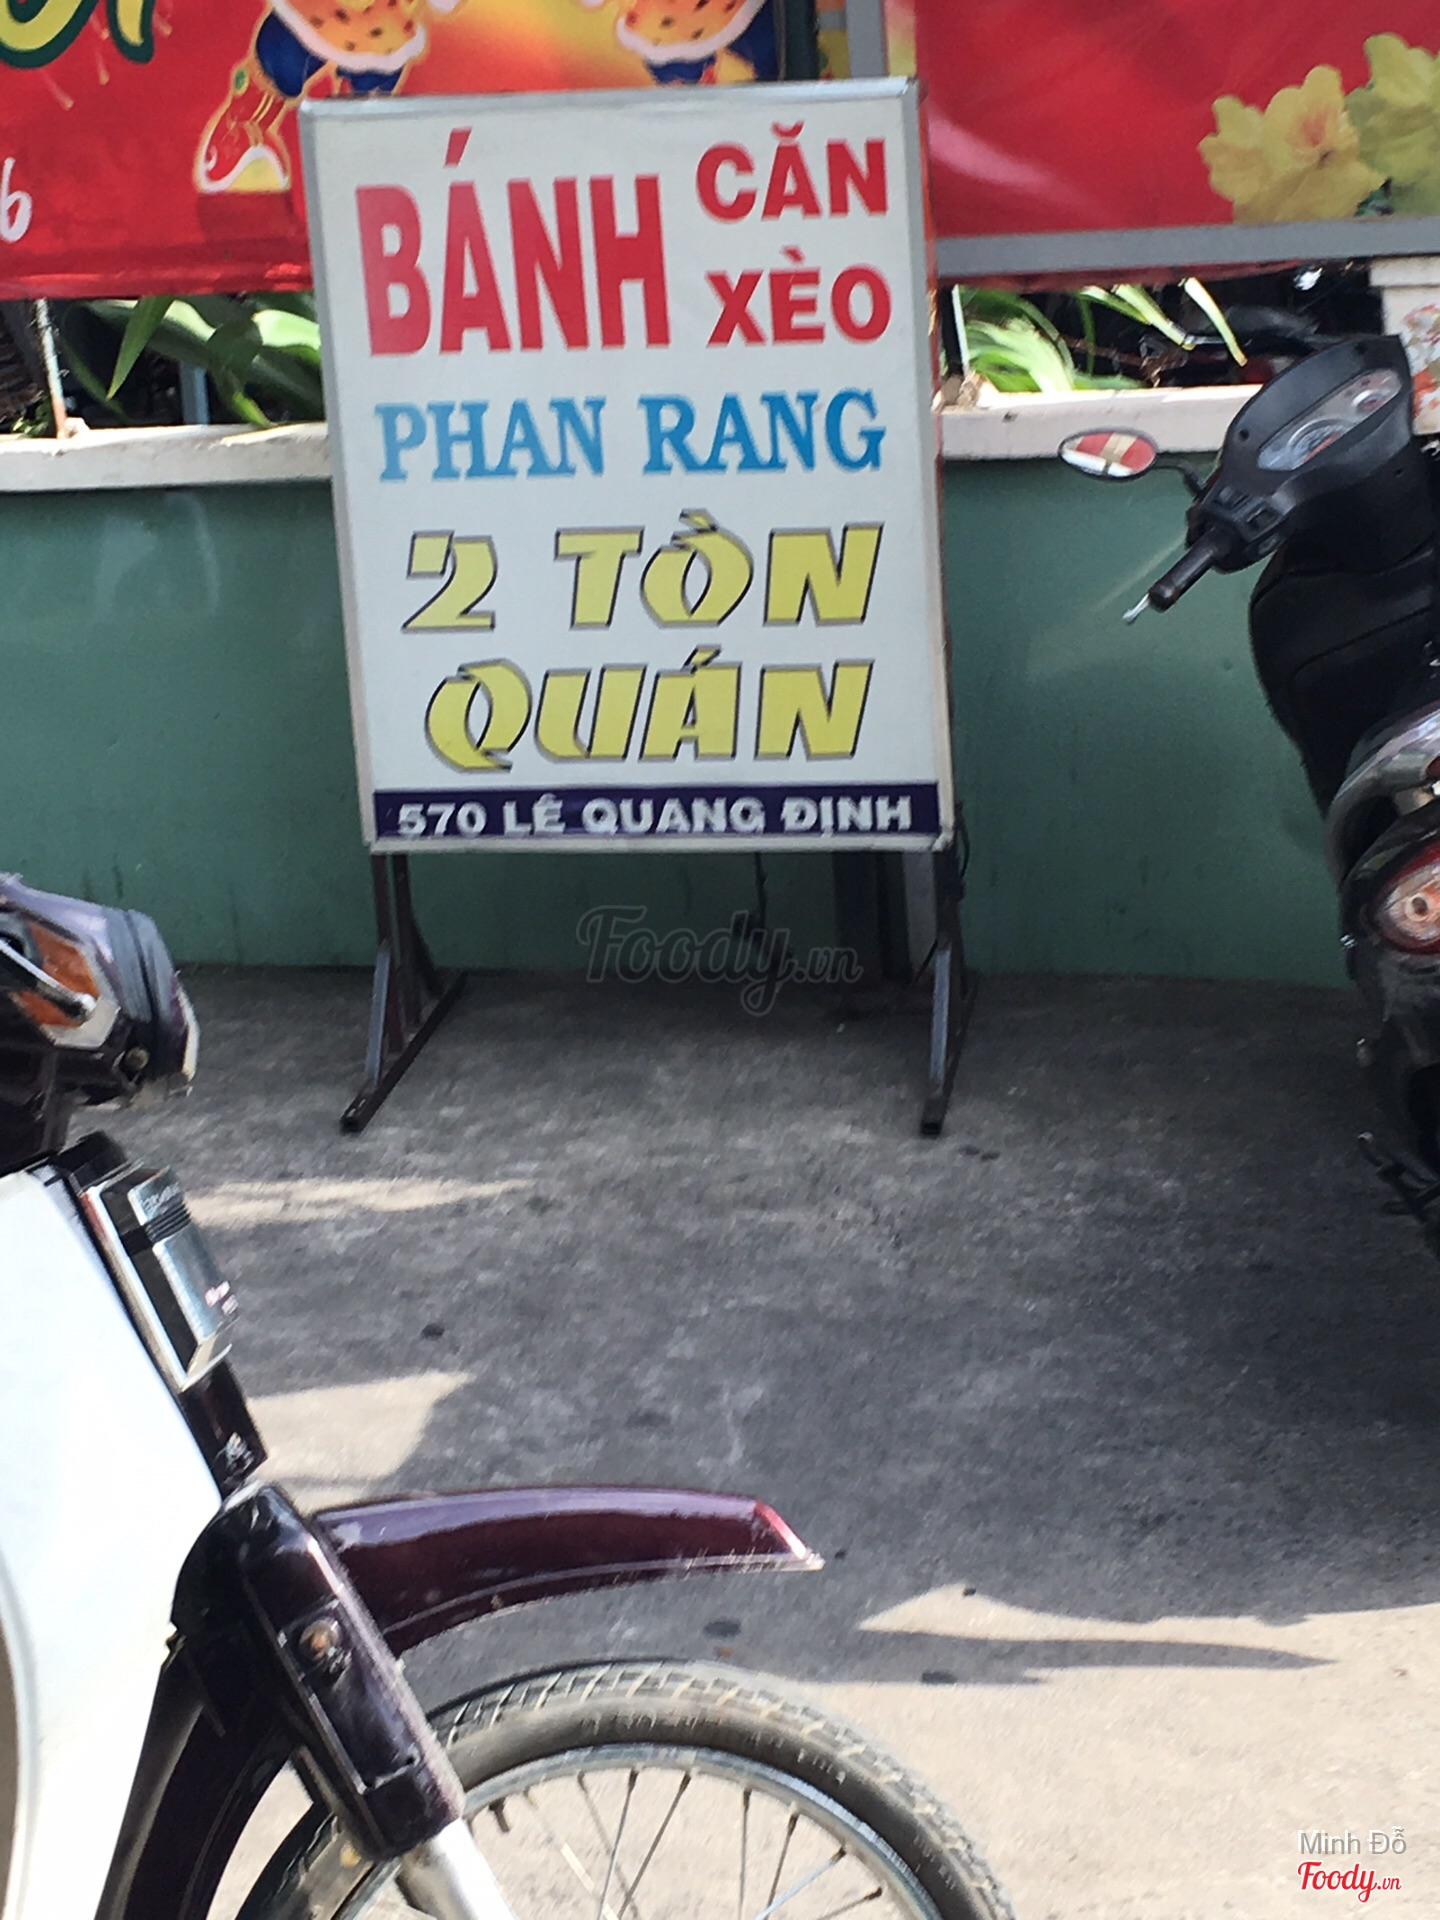 BÁNH CĂN
XÈO
PHAN RANG
2 TÒN
QUÁN
570 LÊ QUANG ĐỊNH
Foody.vn
Minh Đỗ
Foody.vn